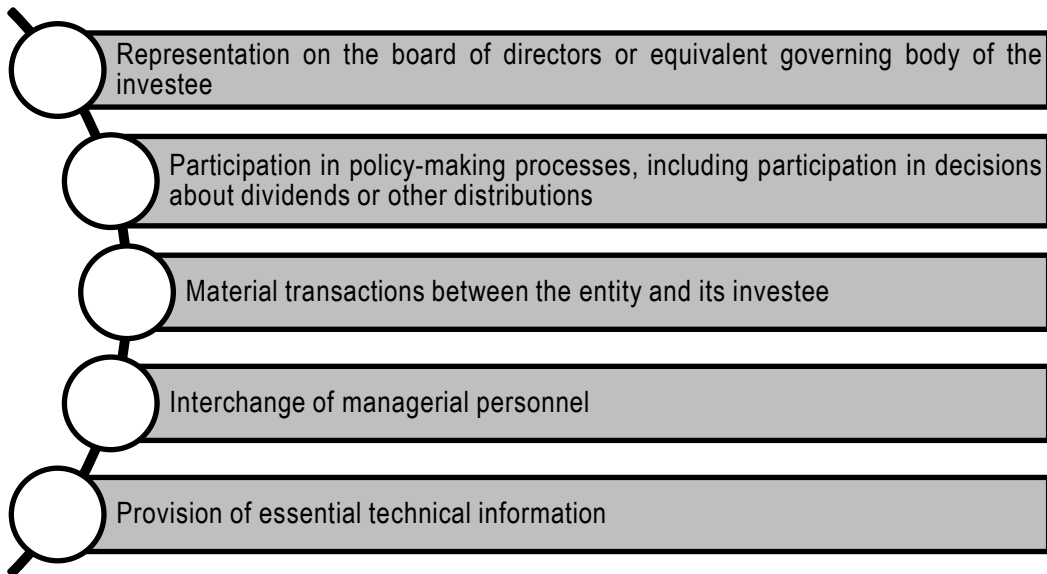 Representation on the board of directors or equivalent governing body of the
investee
Participation in policy-making processes, including participation in decisions
about dividends or other distributions
Material transactions between the entity and its investee
Interchange of managerial personnel
Provision of essential technical information